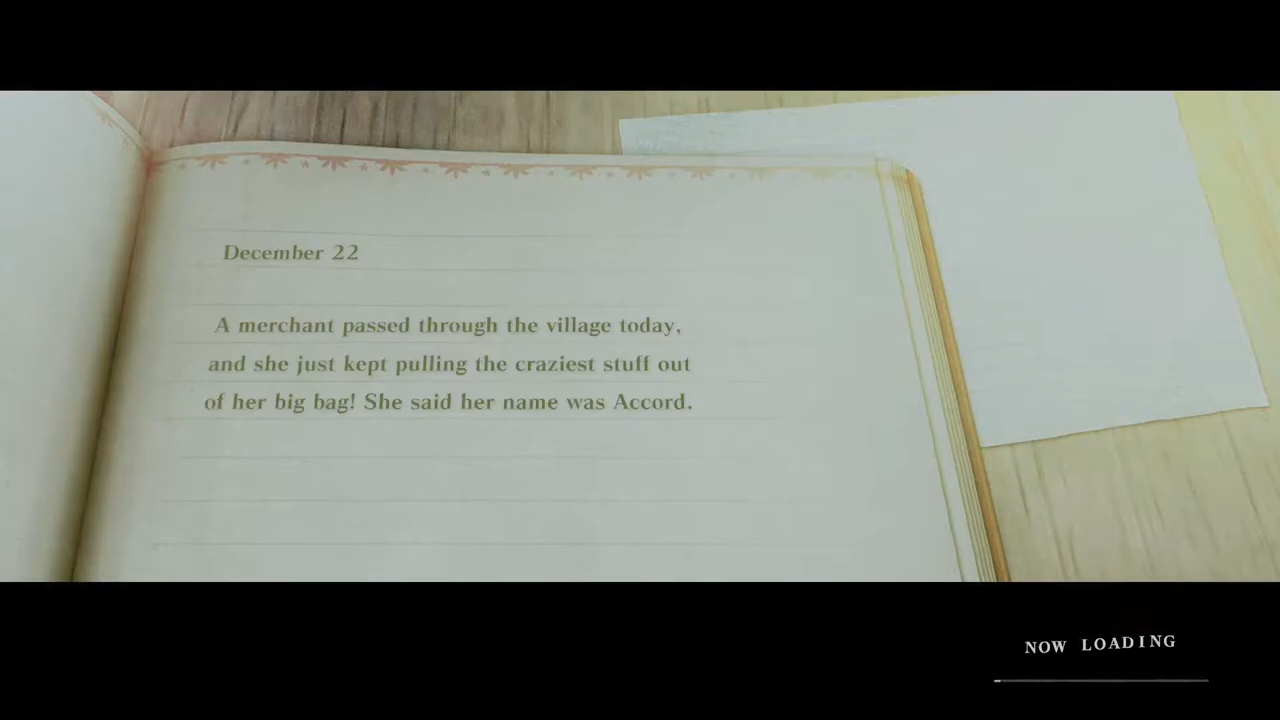 December 22
A merchant passed through the village today,
and she just kept pulling the craziest stuff out
of her big bag! She said her name was Accord.
NOW LOADING